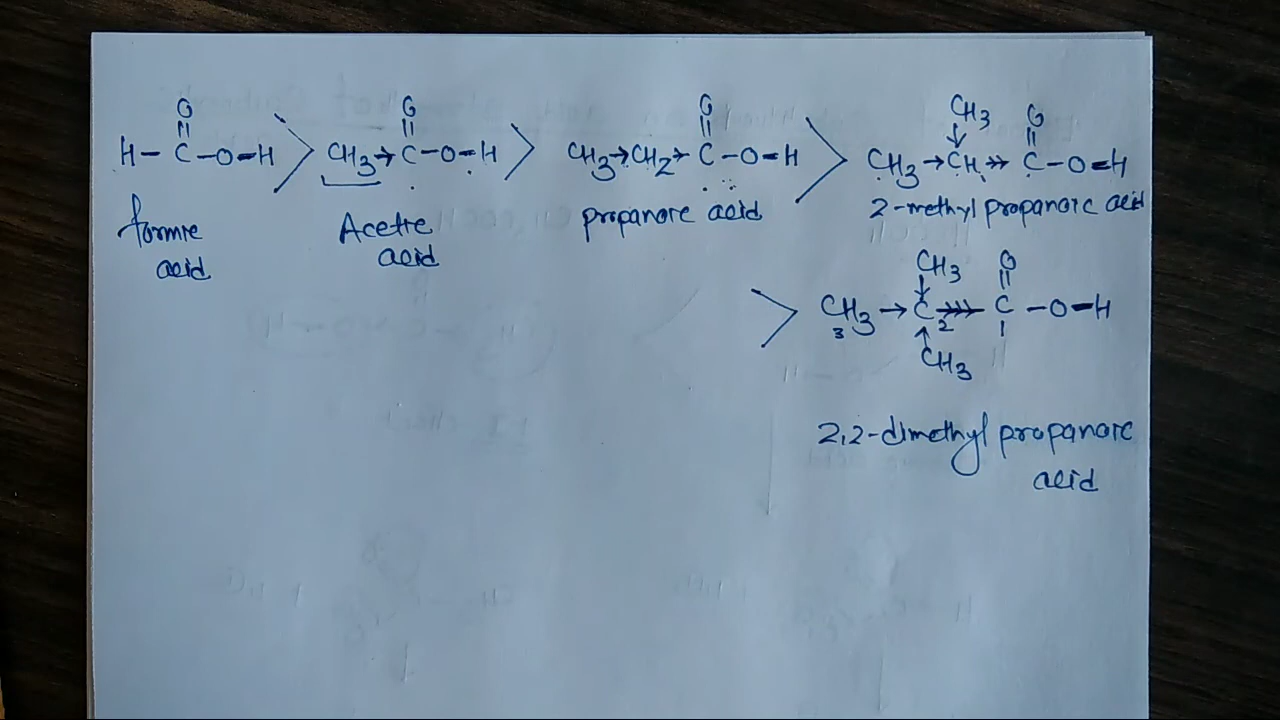 O O O CH3 O
|| || || ↓ ||
H-C-O-H > CH3→C-O-H > CH3→CH2→C-O-H > CH3→CH↠C-O-H
formic acid Acetic acid propanoic acid 2-methyl propanoic acid
CH3 O
↓ ||
> CH3→C→→→C-O-H
3 2 1
↑
CH3
2,2-dimethyl propanoic
acid